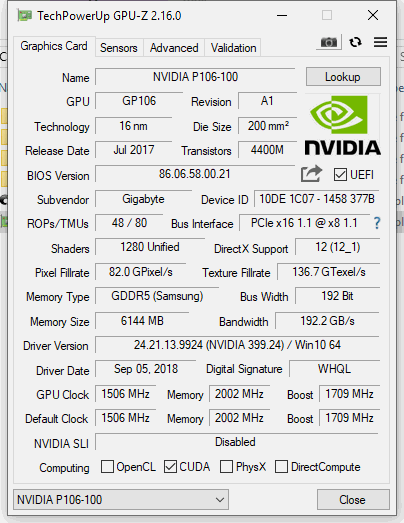 TechPowerUp GPU-Z 2.16.0
Graphics Card Sensors Advanced Validation
Name NVIDIA P106-100 Lookup
GPU GP106 Revision A1
Technology 16 nm Die Size 200 mm²
Release Date Jul 2017 Transistors 4400M
NVIDIA
BIOS Version 86.06.58.00.21 UEFI
Subvendor Gigabyte Device ID 10DE 1C07 - 1458 377B
ROPs/TMUs 48 / 80 Bus Interface PCIe x16 1.1 @ x8 1.1 ?
Shaders 1280 Unified DirectX Support 12 (12_1)
Pixel Fillrate 82.0 GPixel/s Texture Fillrate 136.7 GTexel/s
Memory Type GDDR5 (Samsung) Bus Width 192 Bit
Memory Size 6144 MB Bandwidth 192.2 GB/s
Driver Version 24.21.13.9924 (NVIDIA 399.24) / Win10 64
Driver Date Sep 05, 2018 Digital Signature WHQL
GPU Clock 1506 MHz Memory 2002 MHz Boost 1709 MHz
Default Clock 1506 MHz Memory 2002 MHz Boost 1709 MHz
NVIDIA SLI Disabled
Computing OpenCL CUDA PhysX DirectCompute
NVIDIA P106-100 Close